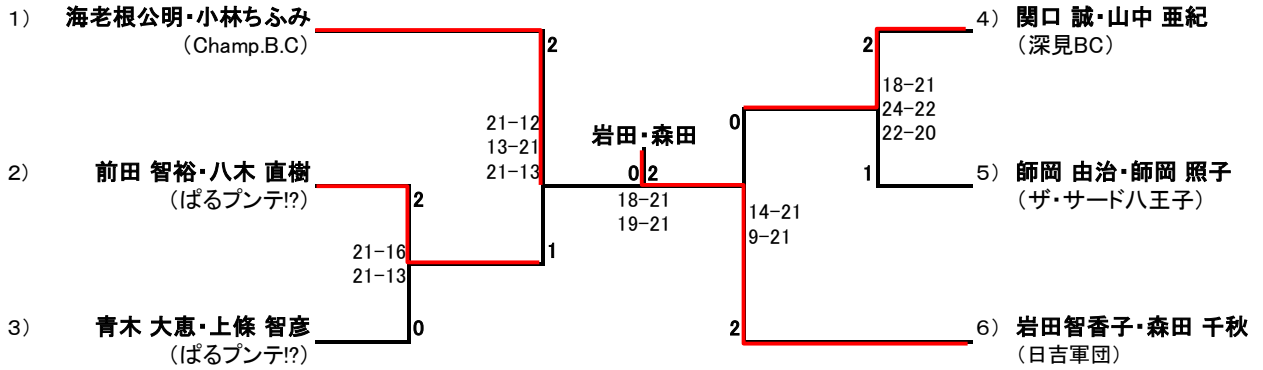 1) 海老根公明・小林ちふみ
(Champ.B.C)
2
21-12
13-21
21-13
2) 前田 智裕・八木 直樹
(ぱるプンテ!?)
2
21-16
21-13
1
3) 青木 大恵・上條 智彦
(ぱるプンテ!?)
0
岩田・森田
0 2
18-21
19-21
4) 関口 誠・山中 亜紀
(深見BC)
2
18-21
24-22
22-20
0
1
5) 師岡 由治・師岡 照子
(ザ・サード八王子)
14-21
9-21
2
6) 岩田智香子・森田 千秋
(日吉軍団)